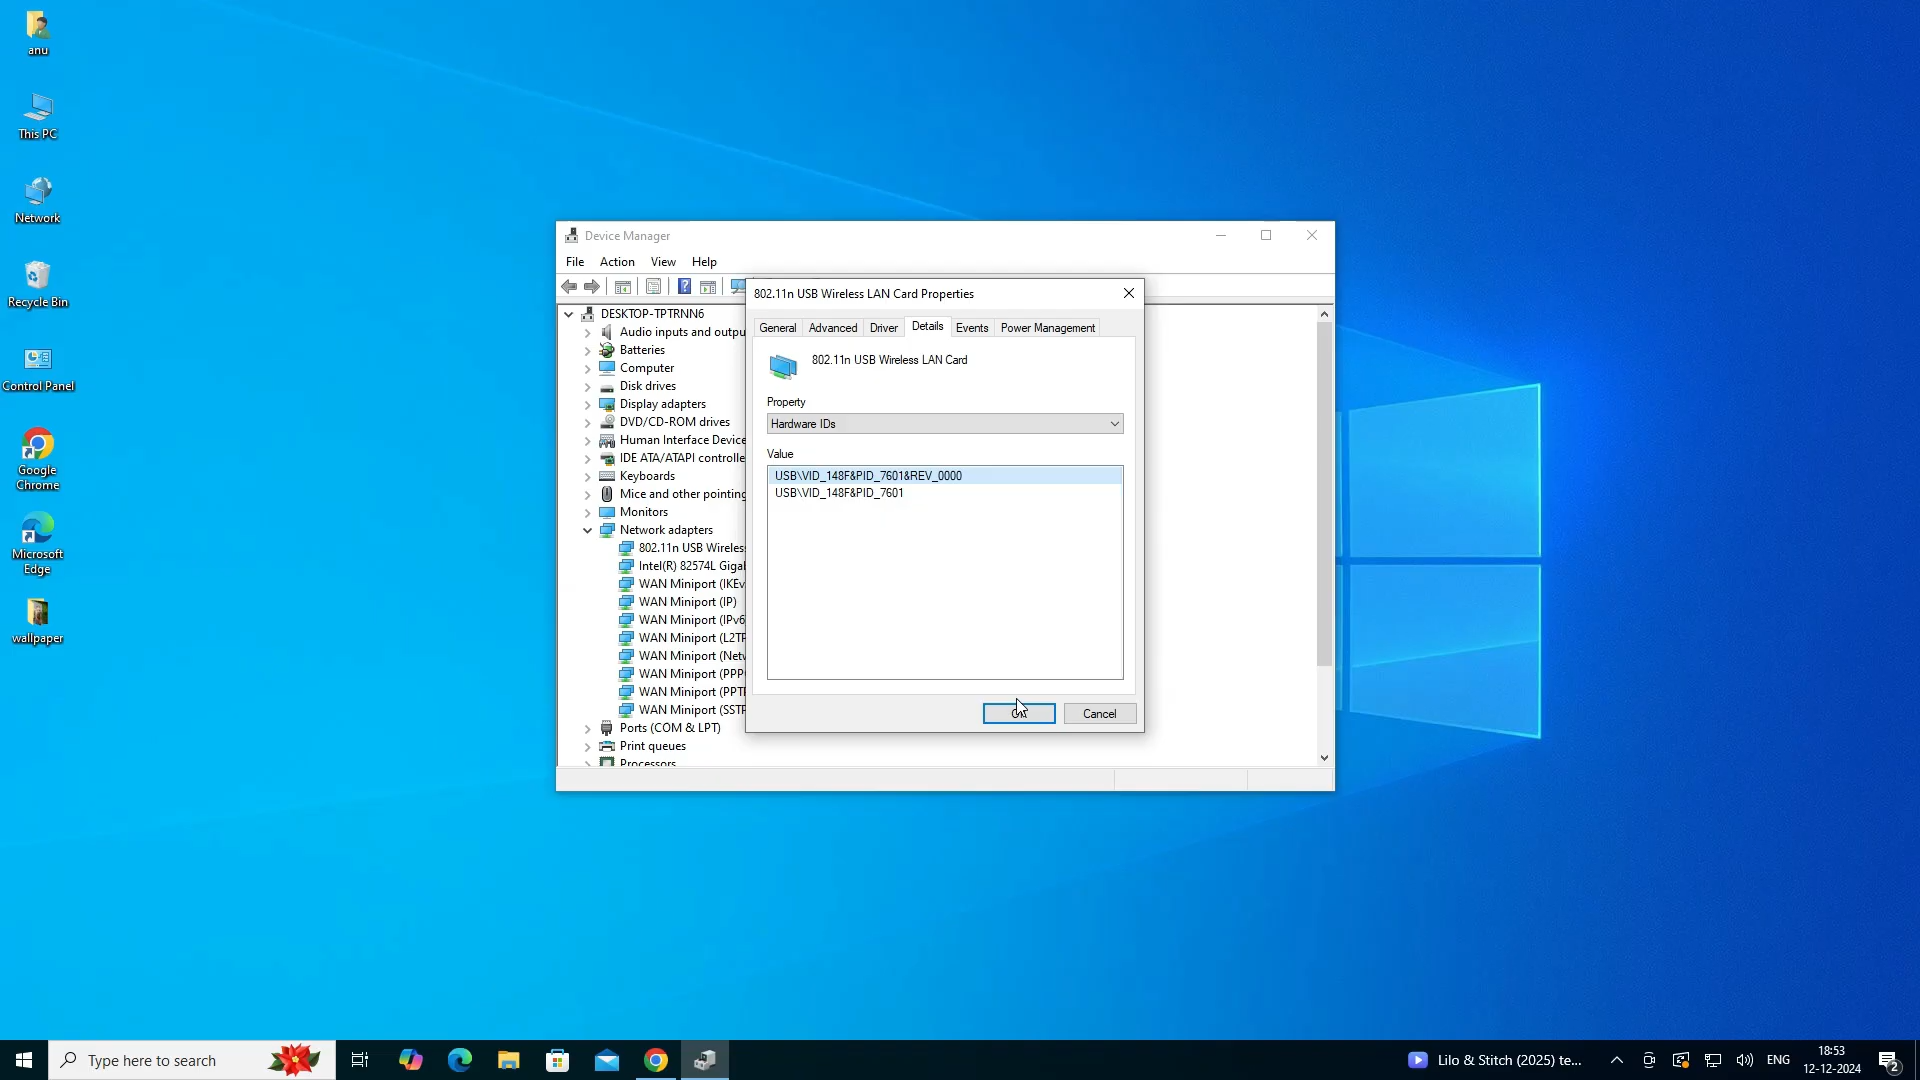 anu
This PC
Network
Recycle Bin
Control Panel
Google
Chrome
Microsoft
Edge
wallpaper
Device Manager
File Action View Help
DESKTOP-TPTRNN6
Audio inputs and outpu
Batteries
Computer
Disk drives
Display adapters
DVD/CD-ROM drives
Human Interface Device
IDE ATA/ATAPI controlle
Keyboards
Mice and other pointing
Monitors
Network adapters
802.11n USB Wireles
Intel(R) 82574L Gigab
WAN Miniport (IKEv
WAN Miniport (IP)
WAN Miniport (IPv6
WAN Miniport (L2TP
WAN Miniport (Netw
WAN Miniport (PPPO
WAN Miniport (PPTP
WAN Miniport (SSTP
Ports (COM & LPT)
Print queues
Processors
802.11n USB Wireless LAN Card Properties
General Advanced Driver Details Events Power Management
802.11n USB Wireless LAN Card
Property
Hardware IDs
Value
USB\VID_148F&PID_7601&REV_0000
USB\VID_148F&PID_7601
OK Cancel
Type here to search
Lilo & Stitch (2025) te...
ENG
18:53
12-12-2024
2